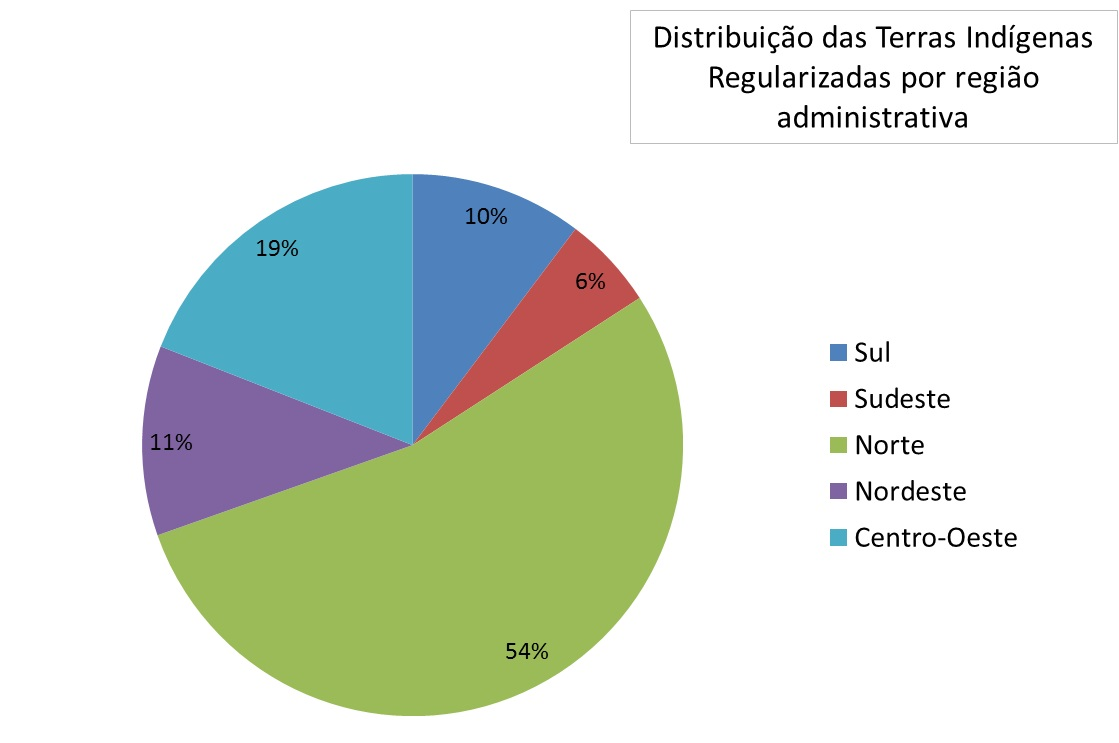 Distribuição das Terras Indígenas
Regularizadas por região
administrativa
10%
6%
19%
11%
54%
Sul
Sudeste
Norte
Nordeste
Centro-Oeste